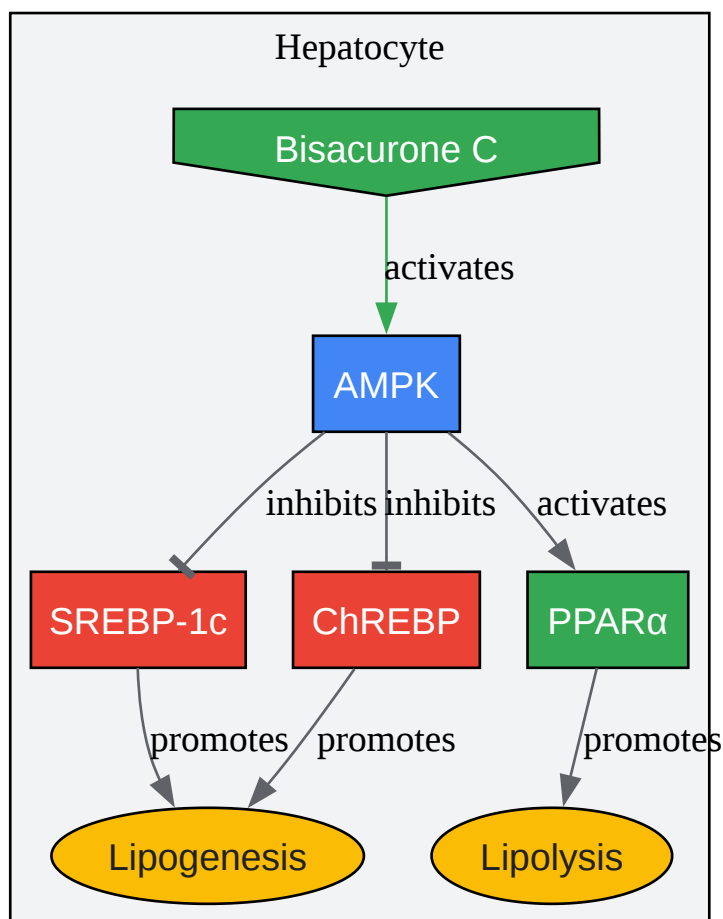 Hepatocyte
Bisacurone C
activates
AMPK
inhibits
inhibits
activates
SREBP-1c
ChREBP
PPARα
promotes
promotes
promotes
Lipogenesis
Lipolysis